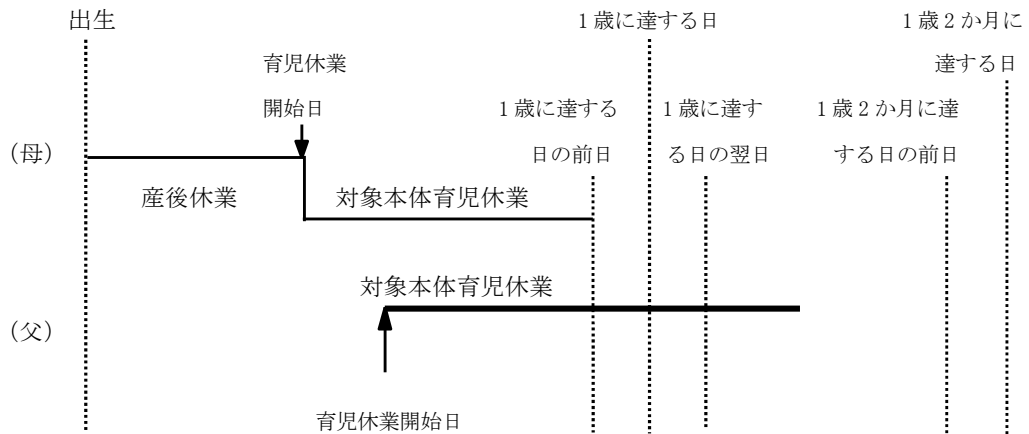 出生
1歳に達する日
1歳2か月に
達する日
育児休業
開始日
1歳に達する
日の前日
1歳に達す
る日の翌日
1歳2か月に達
する日の前日
（母）
産後休業
対象本体育児休業
対象本体育児休業
（父）
育児休業開始日